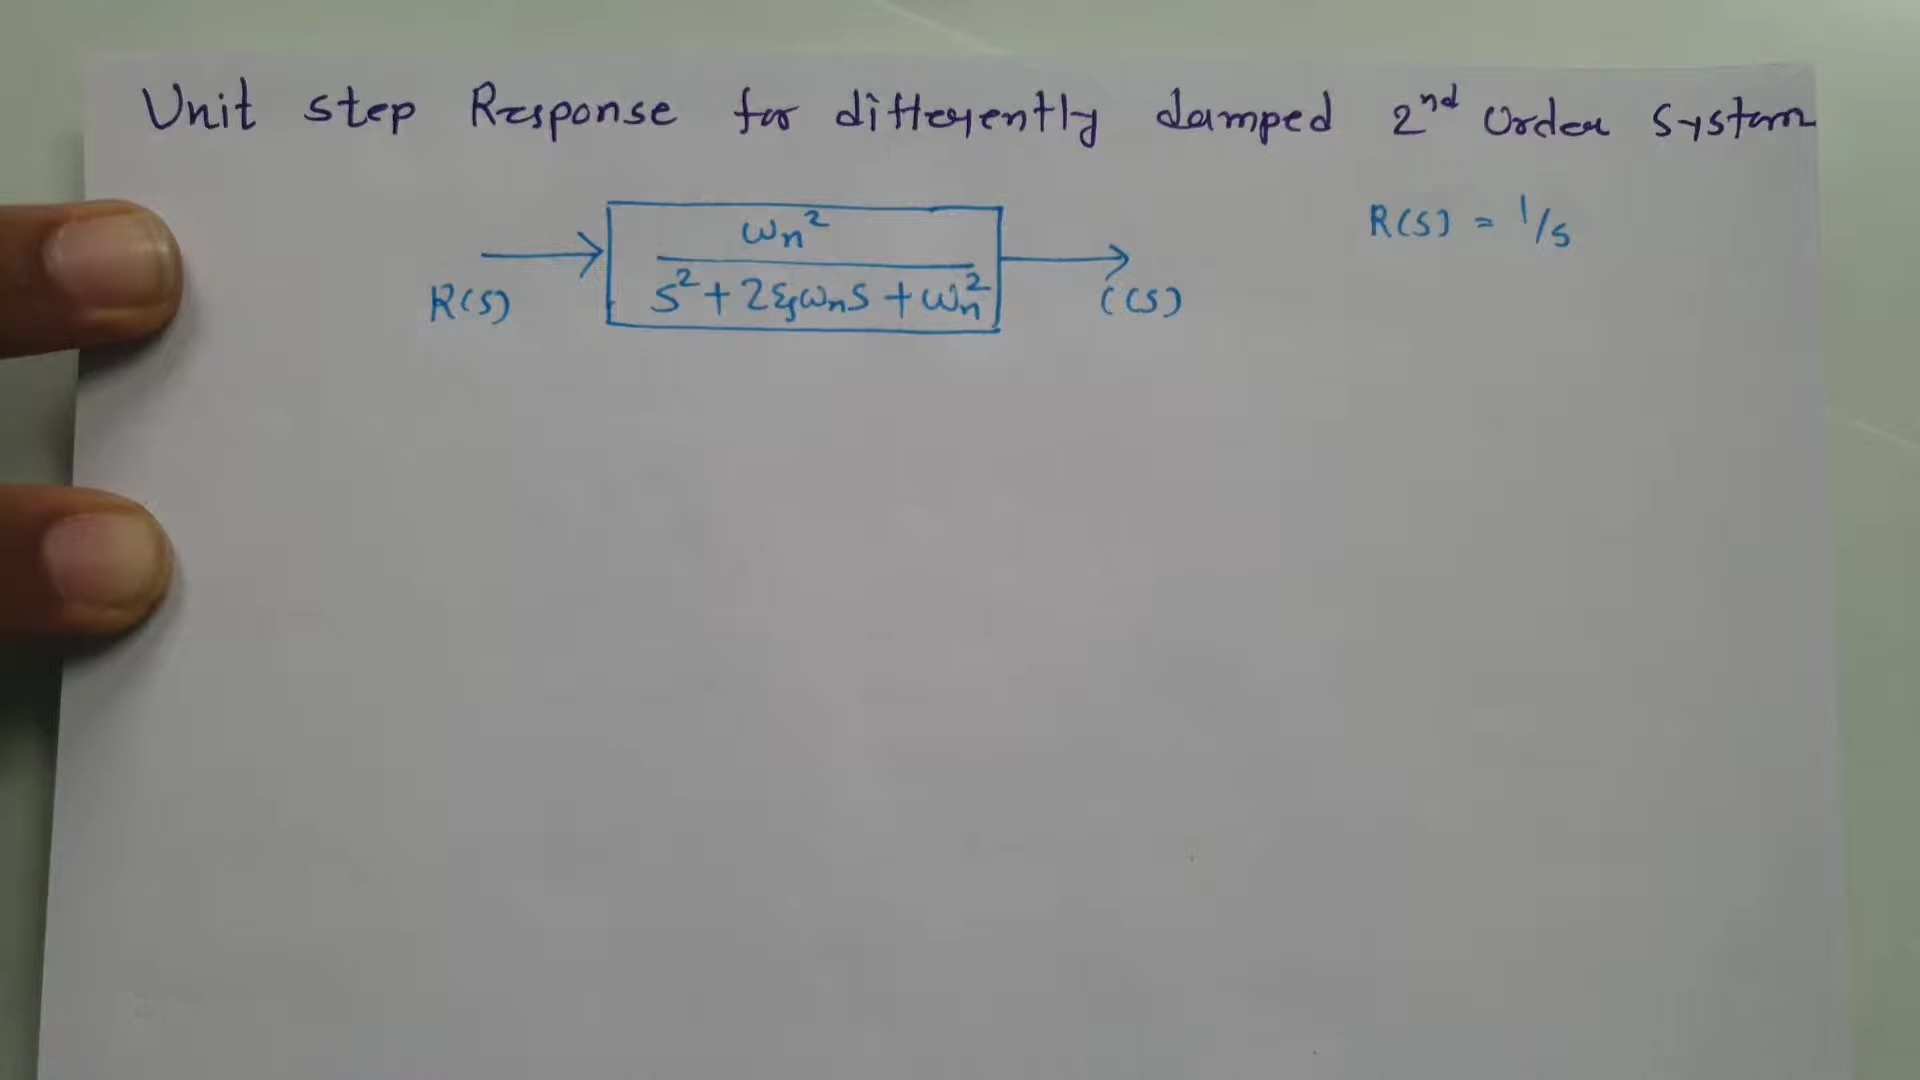 Unit step Response for differently damped 2nd Order System
R(S) = 1/s
ωn²
R(S) s² + 2ξωns + ωn² C(S)